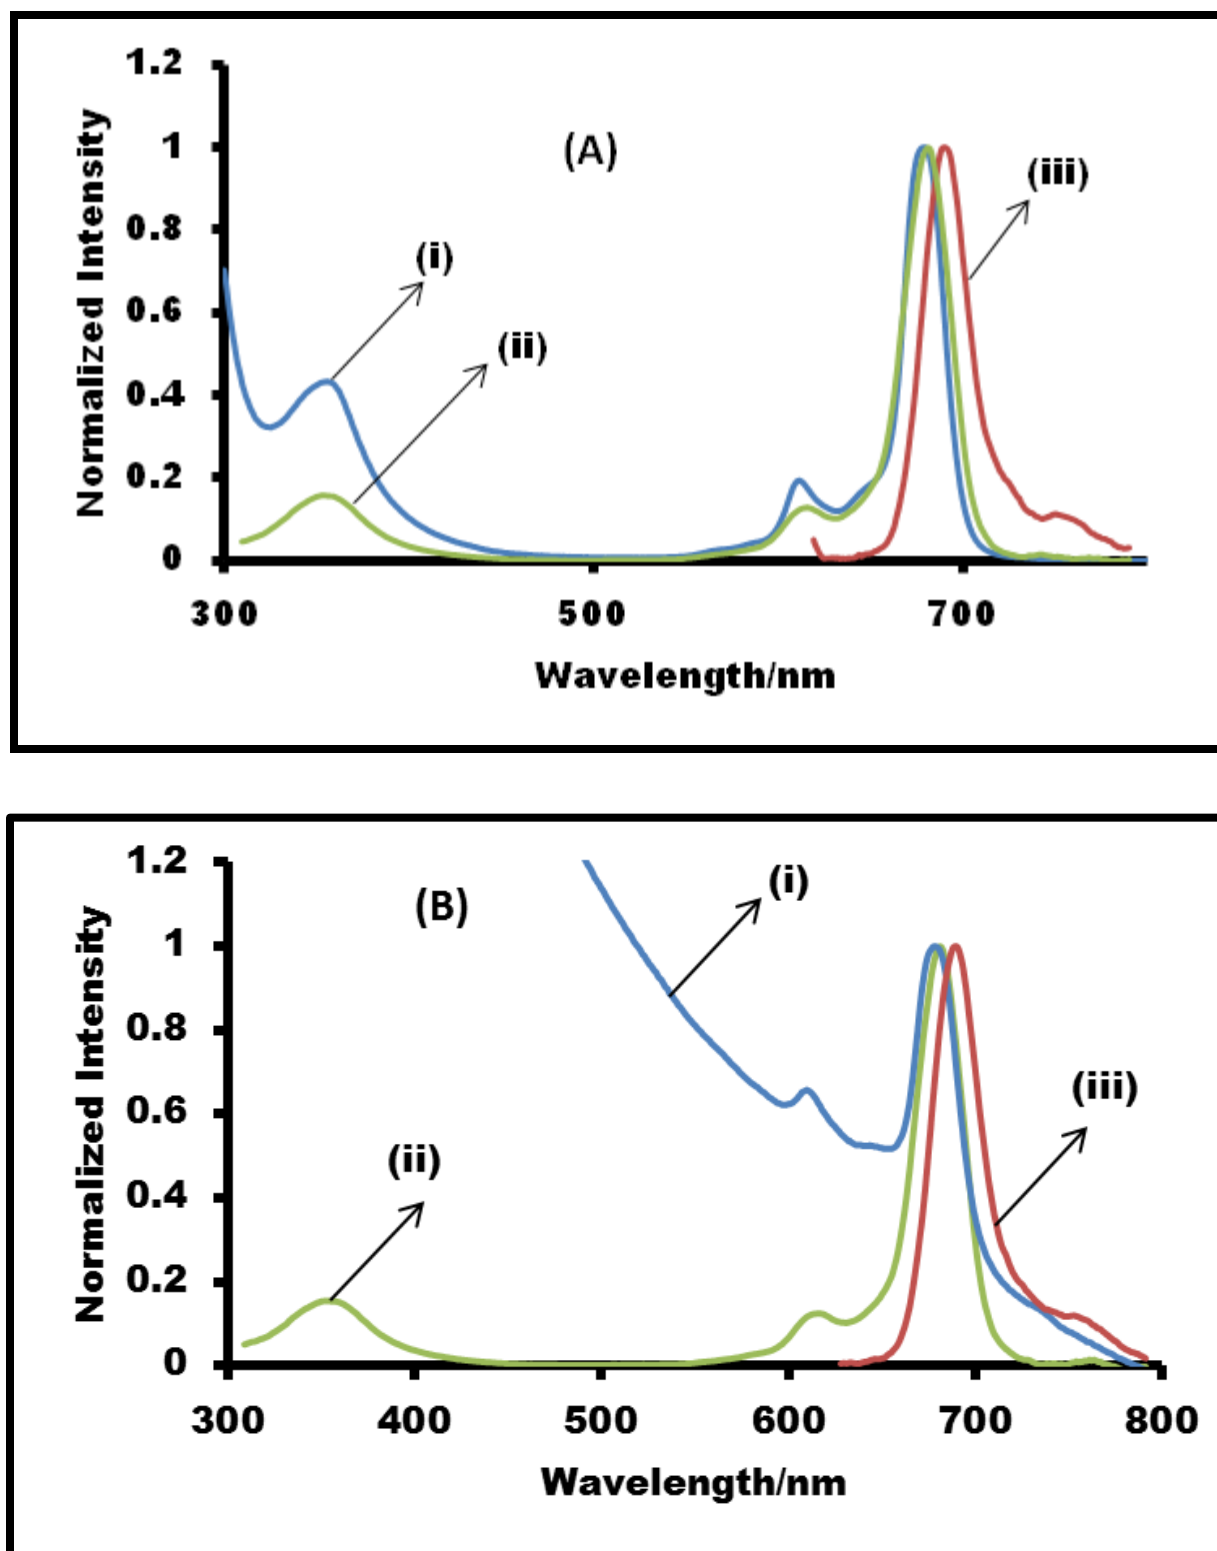 1.2
(A)
1
(iii)
0.8
(i)
0.6
(ii)
0.4
0.2
0
300
500
700
Normalized Intensity
Wavelength/nm
1.2
(i)
(B)
1
0.8
(iii)
0.6
(ii)
0.4
0.2
0
300 400 500 600 700 800
Normalized Intensity
Wavelength/nm